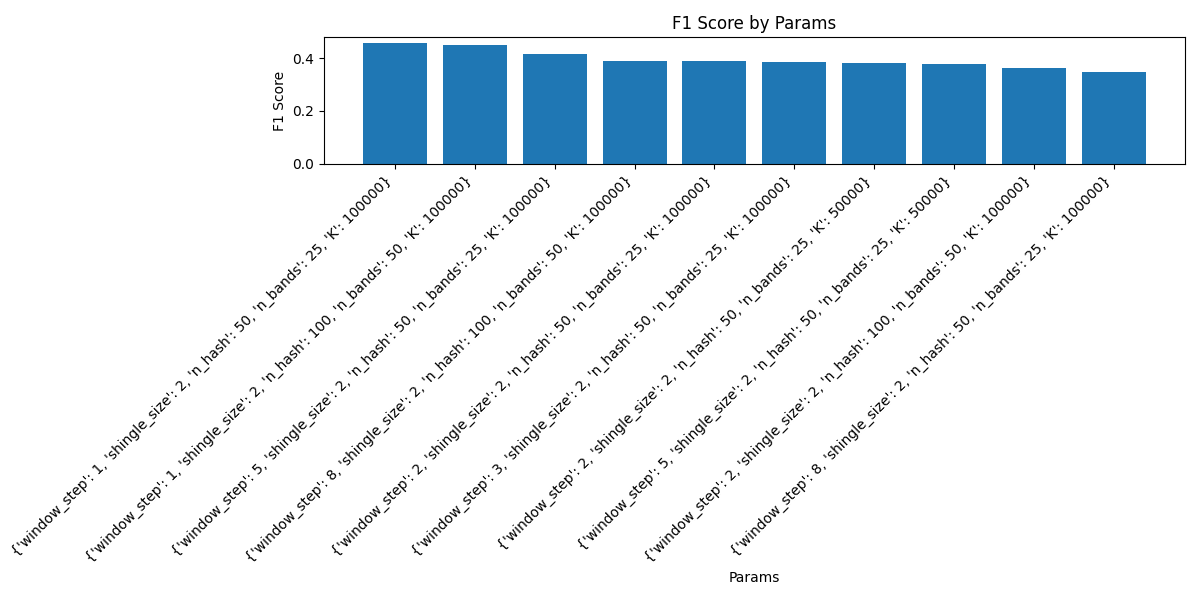 F1 Score by Params
F1 Score
0.4
0.2
0.0
{'window_step': 1, 'shingle_size': 2, 'n_hash': 50, 'n_bands': 25, 'K': 100000}
{'window_step': 1, 'shingle_size': 2, 'n_hash': 100, 'n_bands': 50, 'K': 100000}
{'window_step': 5, 'shingle_size': 2, 'n_hash': 50, 'n_bands': 25, 'K': 100000}
{'window_step': 8, 'shingle_size': 2, 'n_hash': 100, 'n_bands': 50, 'K': 100000}
{'window_step': 2, 'shingle_size': 2, 'n_hash': 50, 'n_bands': 25, 'K': 100000}
{'window_step': 3, 'shingle_size': 2, 'n_hash': 50, 'n_bands': 25, 'K': 100000}
{'window_step': 2, 'shingle_size': 2, 'n_hash': 50, 'n_bands': 25, 'K': 50000}
{'window_step': 5, 'shingle_size': 2, 'n_hash': 50, 'n_bands': 25, 'K': 50000}
{'window_step': 2, 'shingle_size': 2, 'n_hash': 100, 'n_bands': 50, 'K': 100000}
{'window_step': 8, 'shingle_size': 2, 'n_hash': 50, 'n_bands': 25, 'K': 100000}
Params